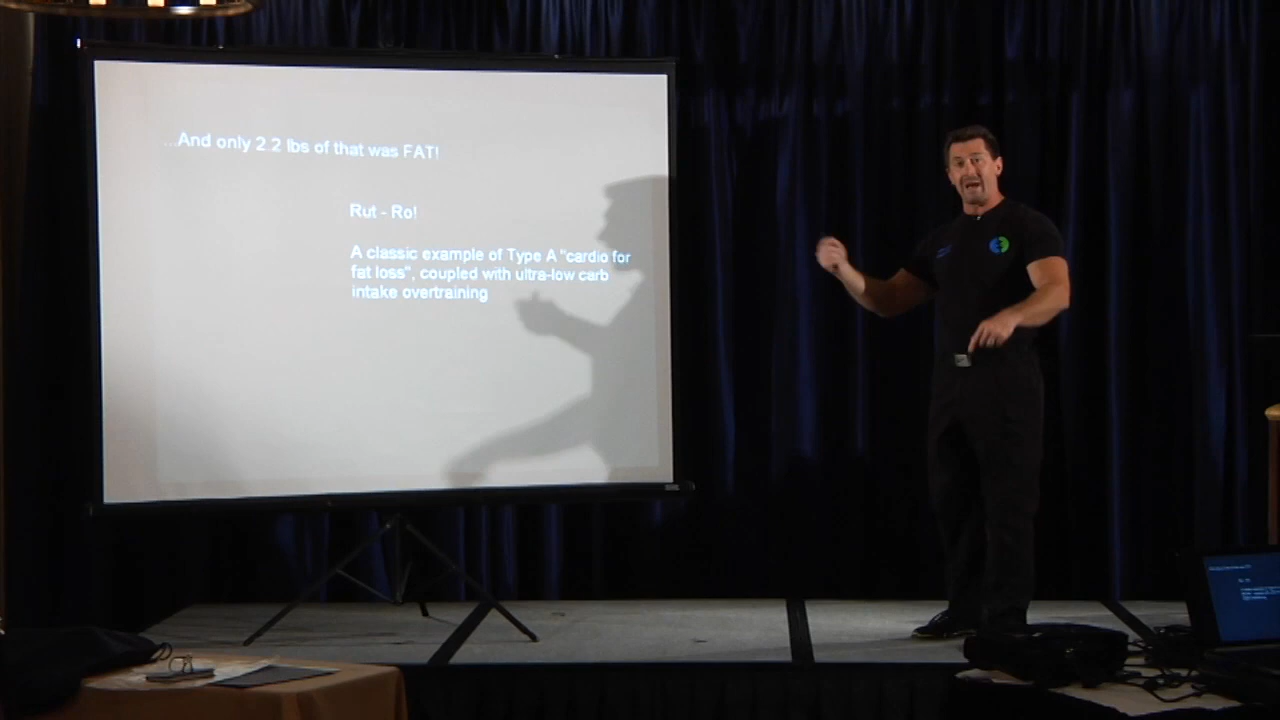 ...And only 2.2 lbs of that was FAT!
Rut - Ro!
A classic example of Type A "cardio for
fat loss", coupled with ultra-low carb
intake overtraining